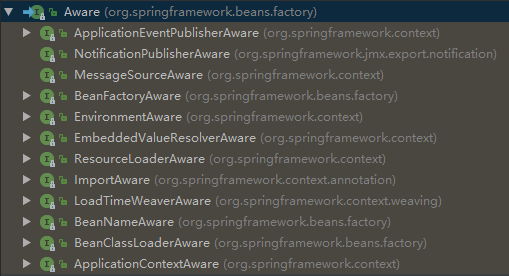 Aware (org.springframework.beans.factory)
ApplicationEventPublisherAware (org.springframework.context)
NotificationPublisherAware (org.springframework.jmx.export.notification)
MessageSourceAware (org.springframework.context)
BeanFactoryAware (org.springframework.beans.factory)
EnvironmentAware (org.springframework.context)
EmbeddedValueResolverAware (org.springframework.context)
ResourceLoaderAware (org.springframework.context)
ImportAware (org.springframework.context.annotation)
LoadTimeWeaverAware (org.springframework.context.weaving)
BeanNameAware (org.springframework.beans.factory)
BeanClassLoaderAware (org.springframework.beans.factory)
ApplicationContextAware (org.springframework.context)